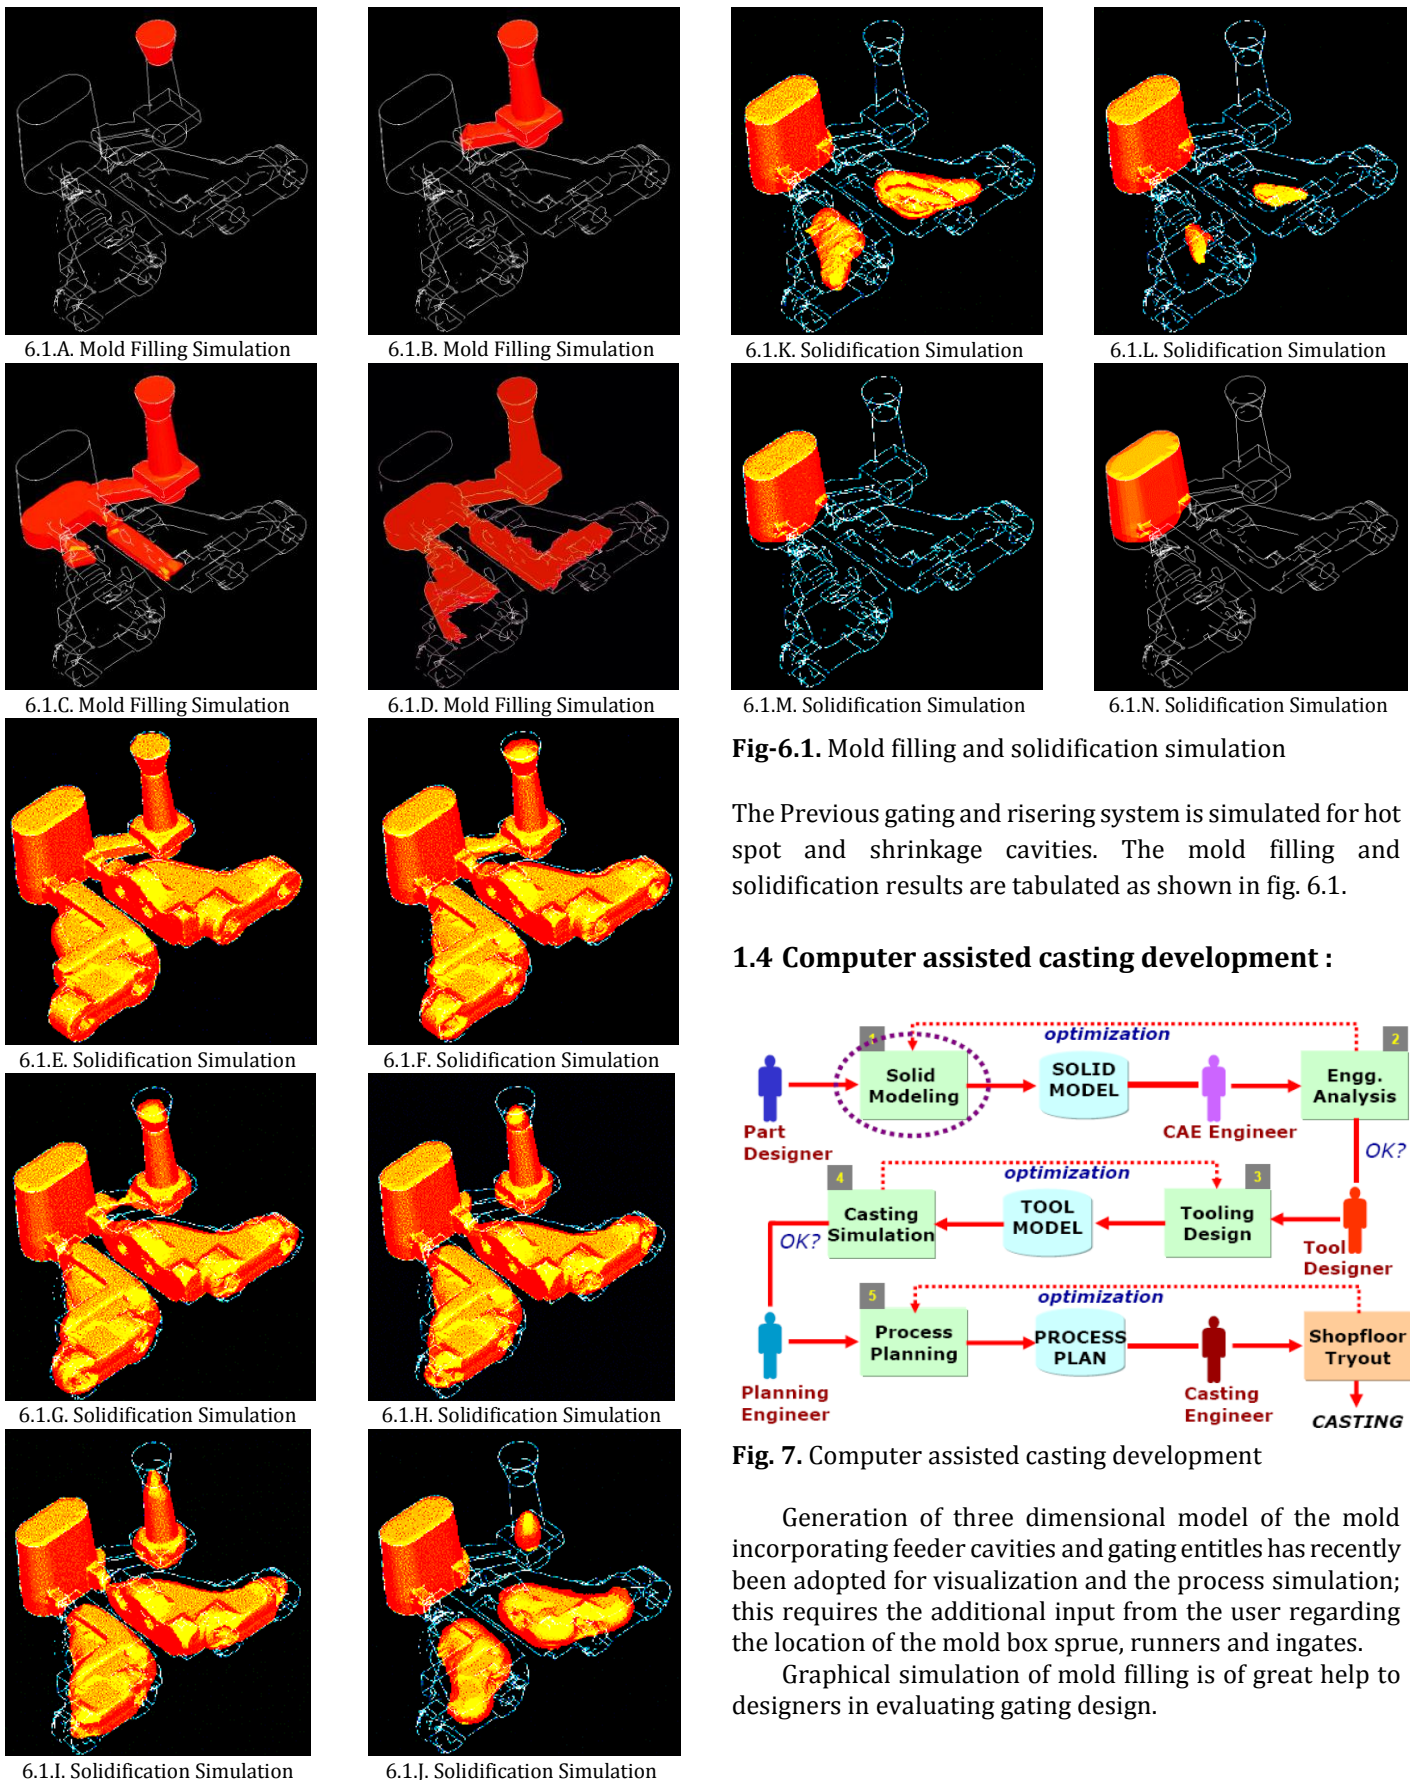 6.1.A. Mold Filling Simulation
6.1.B. Mold Filling Simulation
6.1.C. Mold Filling Simulation
6.1.D. Mold Filling Simulation
6.1.E. Solidification Simulation
6.1.F. Solidification Simulation
6.1.G. Solidification Simulation
6.1.H. Solidification Simulation
6.1.I. Solidification Simulation
6.1.J. Solidification Simulation
6.1.K. Solidification Simulation
6.1.L. Solidification Simulation
6.1.M. Solidification Simulation
6.1.N. Solidification Simulation
Fig-6.1. Mold filling and solidification simulation
The Previous gating and risering system is simulated for hot
spot and shrinkage cavities. The mold filling and
solidification results are tabulated as shown in fig. 6.1.
1.4 Computer assisted casting development :
optimization
1
2
Part
Designer
Solid
Modeling
SOLID
MODEL
CAE Engineer
Engg.
Analysis
OK?
optimization
4
3
OK?
Casting
Simulation
TOOL
MODEL
Tooling
Design
Tool
Designer
optimization
5
Planning
Engineer
Process
Planning
PROCESS
PLAN
Casting
Engineer
Shopfloor
Tryout
CASTING
Fig. 7. Computer assisted casting development
Generation of three dimensional model of the mold
incorporating feeder cavities and gating entitles has recently
been adopted for visualization and the process simulation;
this requires the additional input from the user regarding
the location of the mold box sprue, runners and ingates.
Graphical simulation of mold filling is of great help to
designers in evaluating gating design.